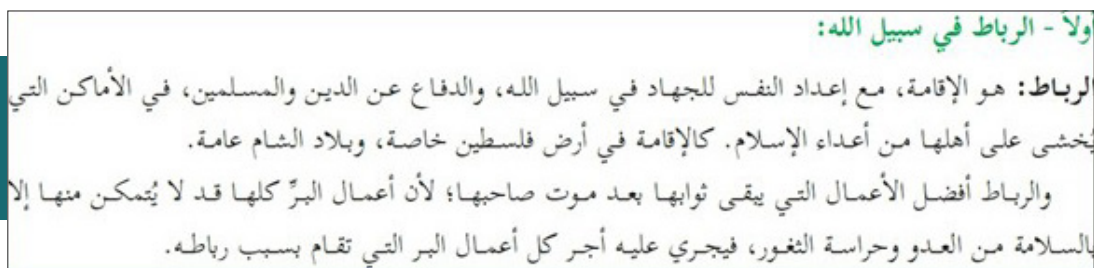 أولاً - الرباط في سبيل الله:
الرباط: هو الإقامة، مع إعداد النفس للجهاد في سبيل الله، والدفاع عن الدين والمسلمين، في الأماكن التي
يُخشى على أهلها من أعداء الإسلام. كالإقامة في أرض فلسطين خاصة، وبلاد الشام عامة.
والرباط أفضل الأعمال التي يبقى ثوابها بعد موت صاحبها؛ لأن أعمال البرِّ كلها قد لا يُتمكن منها إلا
بالسلامة من العدو وحراسة الثغور، فيجري عليه أجر كل أعمال البر التي تقام بسبب رباطه.